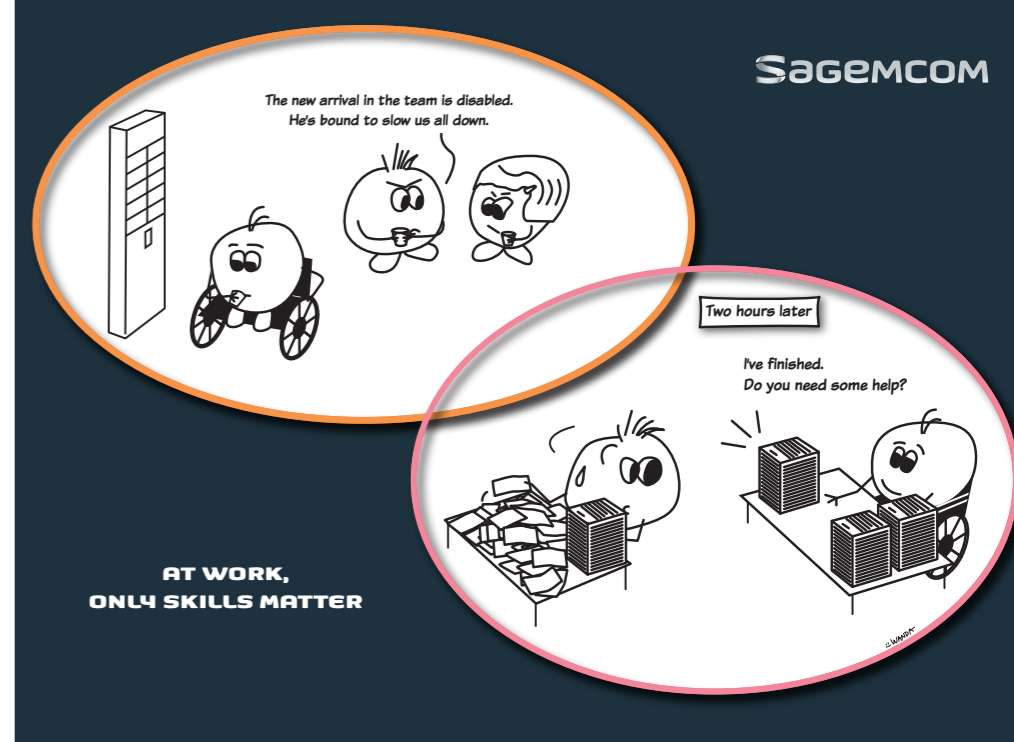 SAGEMCOM
The new arrival in the team is disabled.
He's bound to slow us all down.
Two hours later
I've finished.
Do you need some help?
AT WORK,
ONLY SKILLS MATTER
WANDA